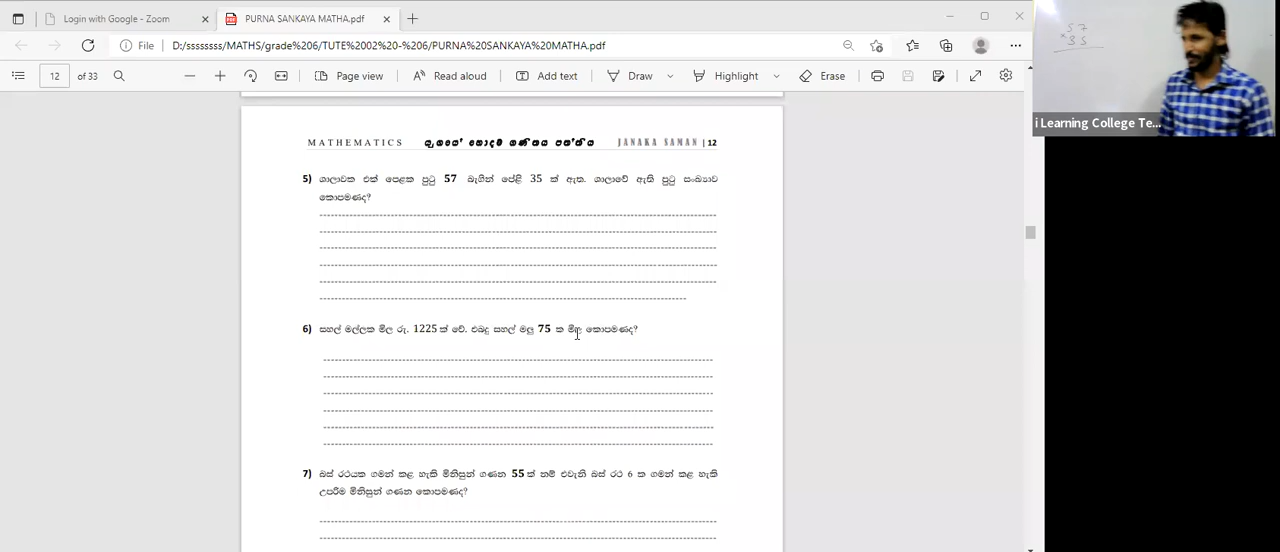 Login with Google - Zoom
PURNA SANKAYA MATHA.pdf
File
D:/ssssssss/MATHS/grade%206/TUTE%2002%20-%206/PURNA%20SANKAYA%20MATHA.pdf
12 of 33
Page view
Read aloud
Add text
Draw
Highlight
Erase
57
× 35
i Learning College Te...
MATHEMATICS
ගණිතය
JANAKA SAMAN | 12
5) ශාලාවක එක් පෙළක පුටු 57 බැගින් පේළි 35 ක් ඇත. ශාලාවේ ඇති පුටු සංඛ්‍යාව
කොපමණද?
6) සහල් මල්ලක මිල රු. 1225 ක් වේ. එබඳු සහල් මලු 75 ක මිල කොපමණද?
7) බස් රථයක ගමන් කළ හැකි මිනිසුන් ගණන 55 ක් නම් එවැනි බස් රථ 6 ක ගමන් කළ හැකි
උපරිම මිනිසුන් ගණන කොපමණද?